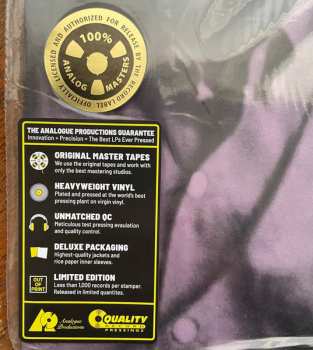 OFFICIALLY LICENSED AND AUTHORIZED FOR RELEASE BY THE RECORD LABEL.
100%
ANALOG
MASTERS
THE ANALOGUE PRODUCTIONS GUARANTEE
Innovation + Precision = The Best LPs Ever Pressed
ORIGINAL MASTER TAPES
We use the original tapes and work with
only the best mastering studios.
HEAVYWEIGHT VINYL
Plated and pressed at the world's best
pressing plant on virgin vinyl.
UNMATCHED QC
Meticulous test pressing evaulation
and quality control.
DELUXE PACKAGING
Highest-quality jackets and
rice paper inner sleeves.
OUT
OF
PRINT
LIMITED EDITION
Less than 1,000 records per stamper.
Released in limited quantites.
Analogue
Productions
QUALITY
RECORD
PRESSINGS